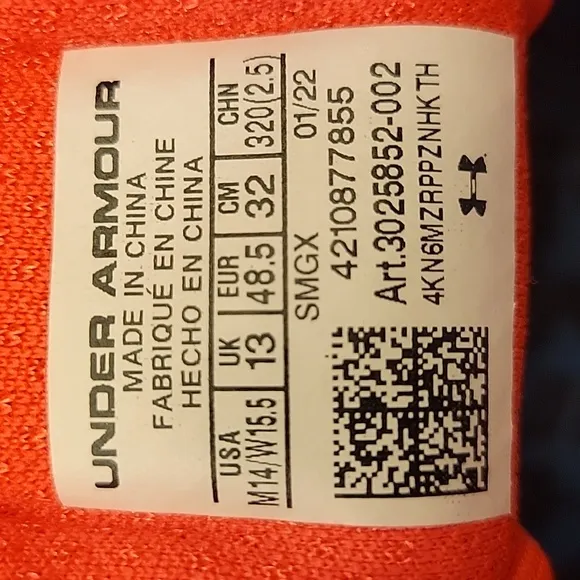 UNDER ARMOUR
MADE IN CHINA
FABRIQUÉ EN CHINE
HECHO EN CHINA
USA UK EUR CM CHN
M14/W15.5 13 48.5 32 320(2.5)
SMGX 01/22
4210877855
Art.3025852-002
4KN6MZRPPZNHKTH